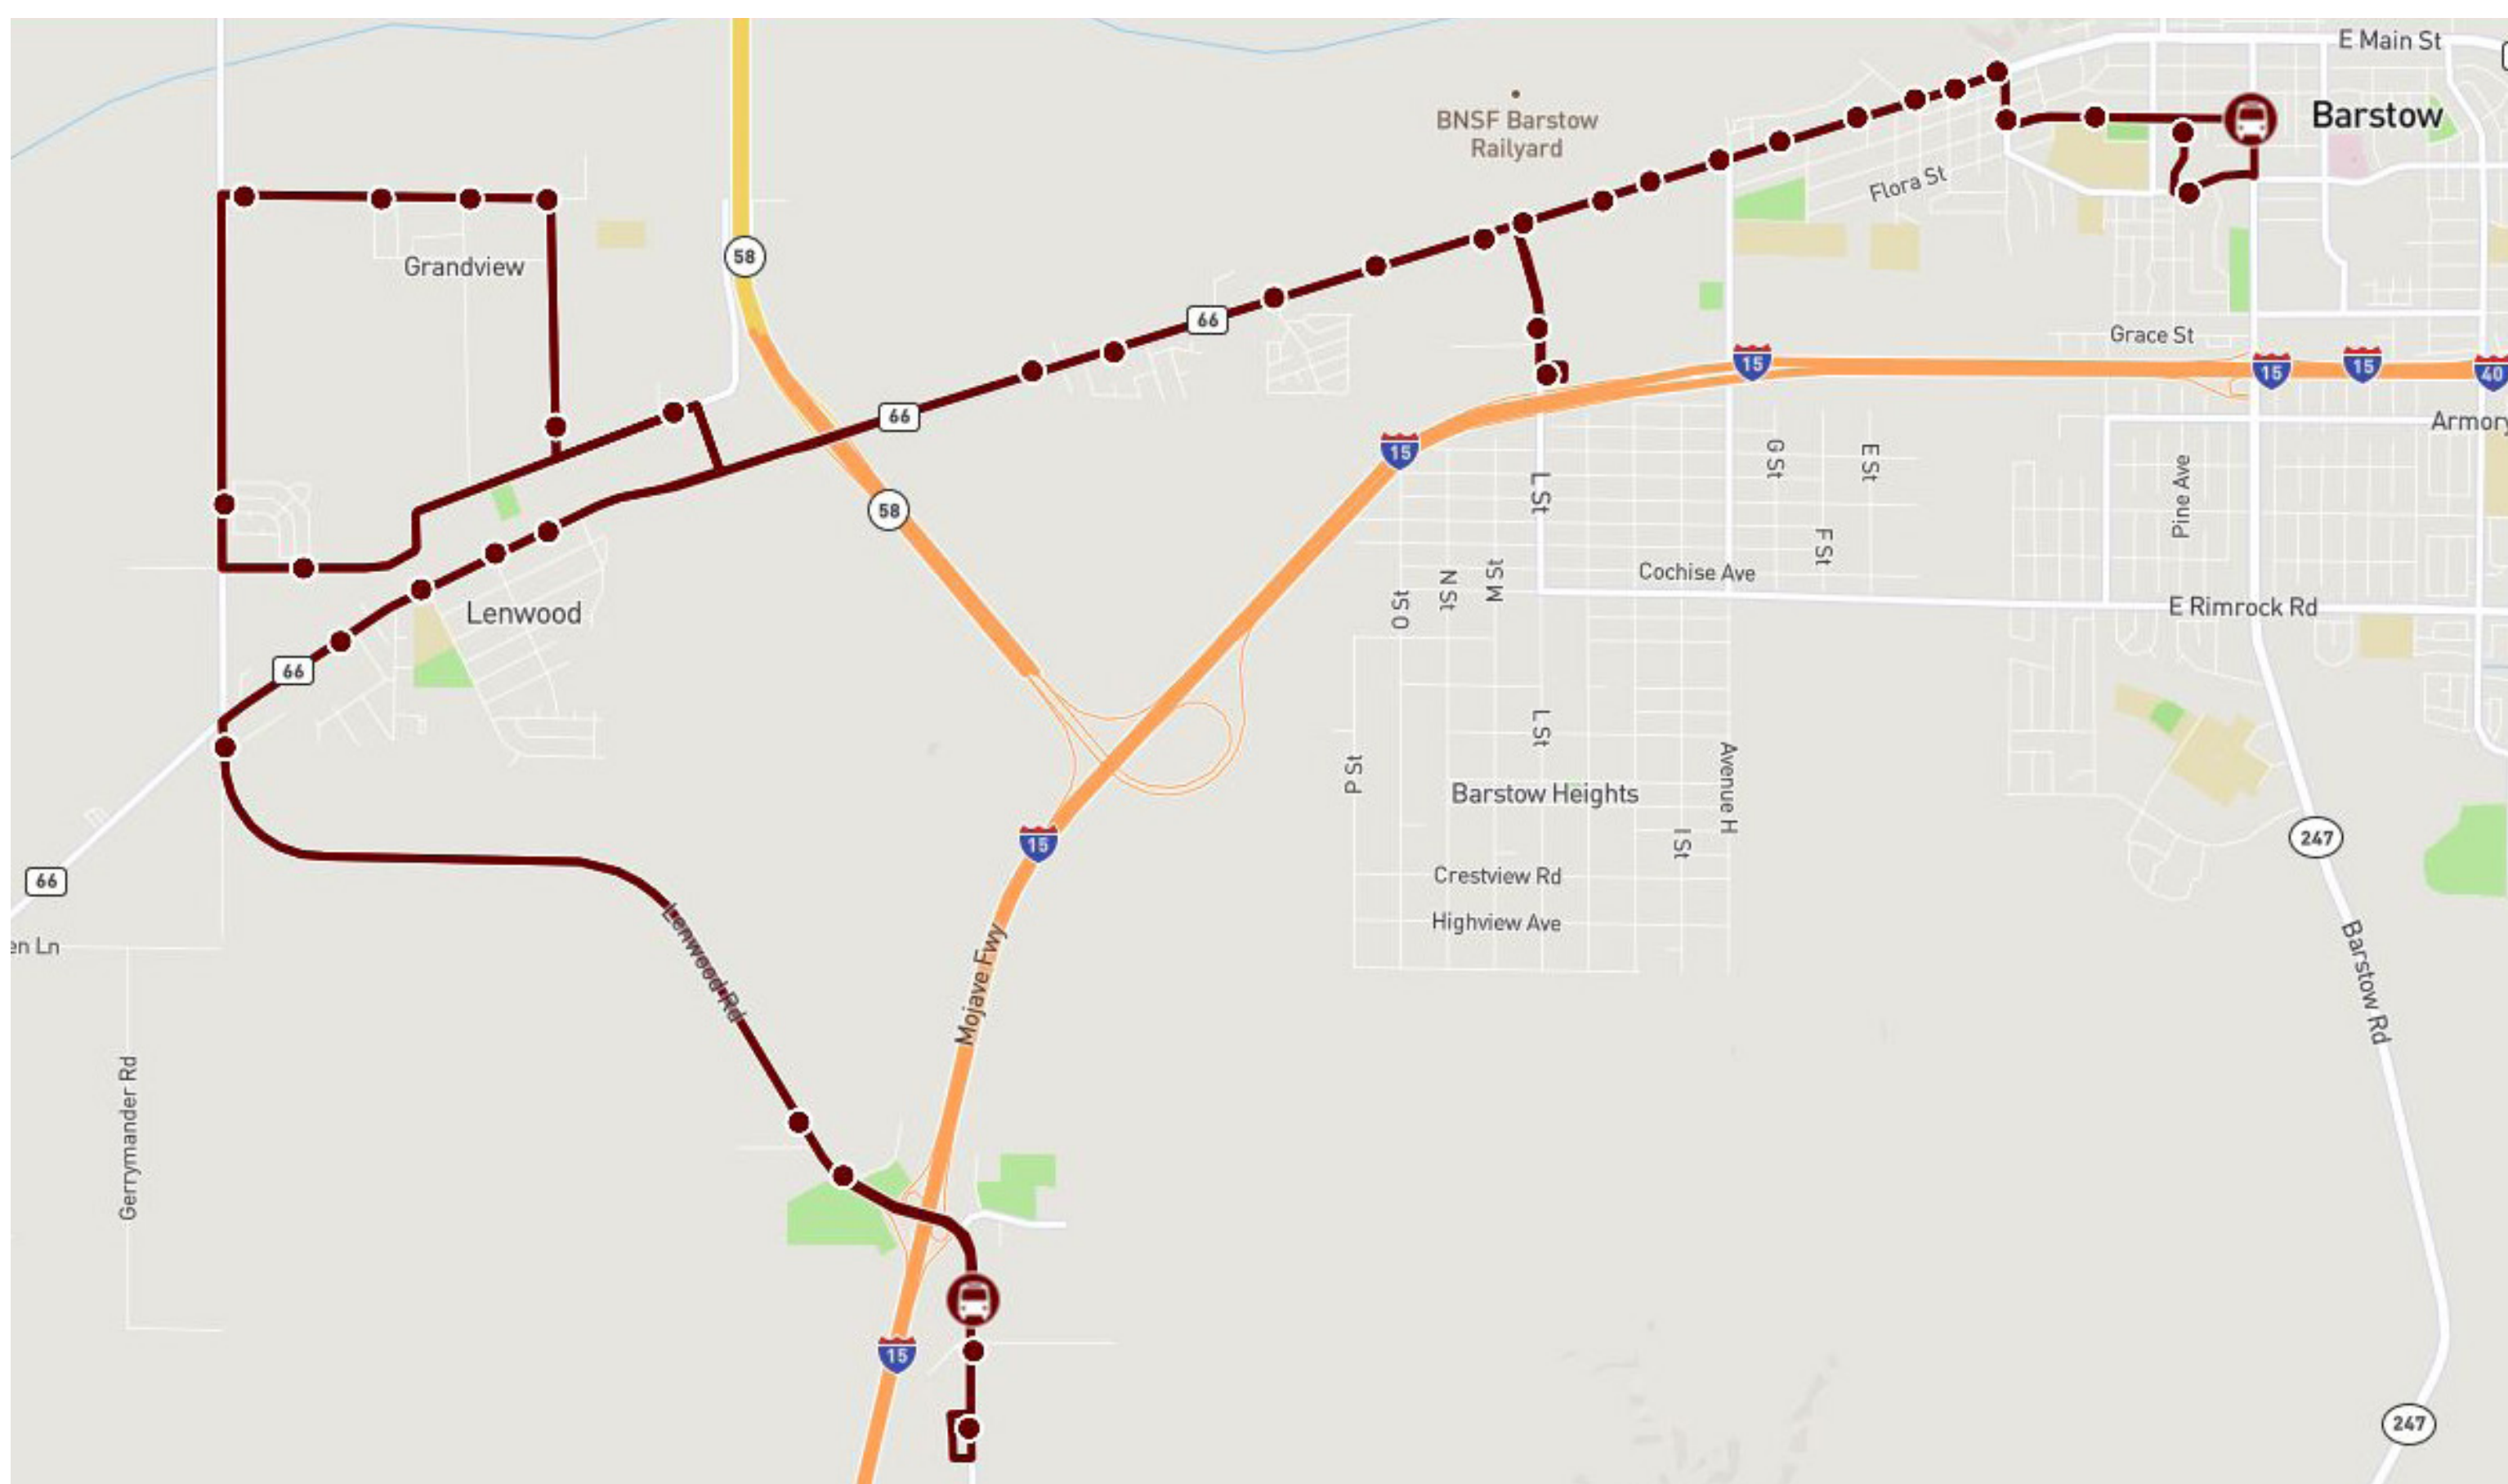 E Main St
BNSF Barstow
Railyard
Barstow
Flora St
58
Grandview
66
Grace St
15
15
15
40
66
Armory
15
G St
E St
L St
Pine Ave
58
F St
Cochise Ave
N St
M St
O St
E Rimrock Rd
Lenwood
66
L St
P St
Avenue H
Barstow Heights
I St
15
247
Crestview Rd
66
Highview Ave
en Ln
Lenwood Rd
Mojave Fwy
Barstow Rd
Gerrymander Rd
15
247